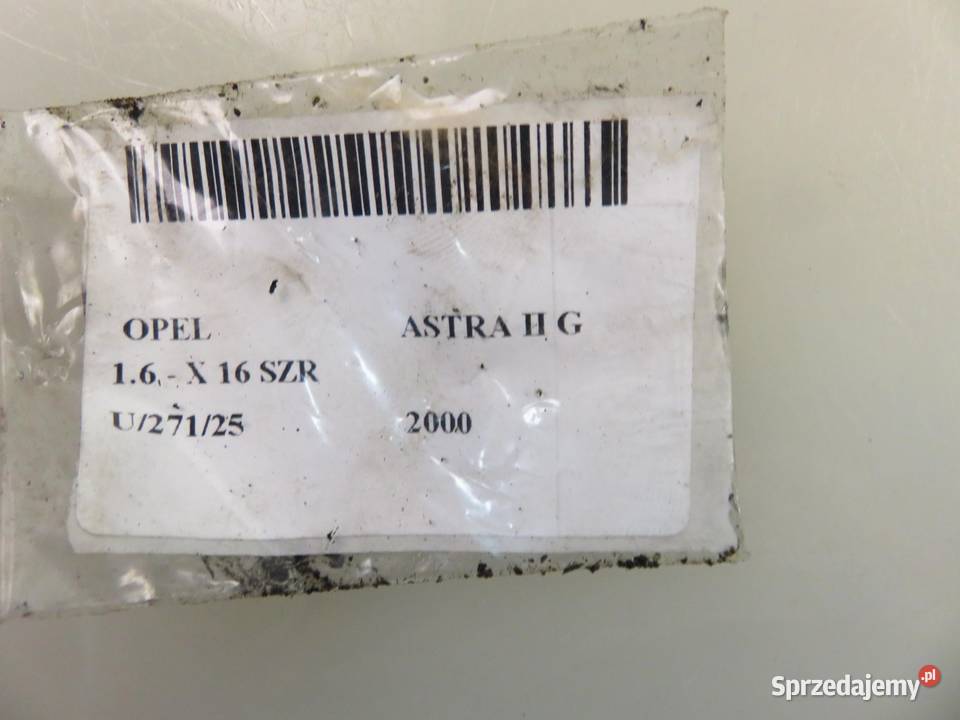 OPEL ASTRA II G
1.6 - X 16 SZR
U/271/25 2000
Sprzedajemy.pl